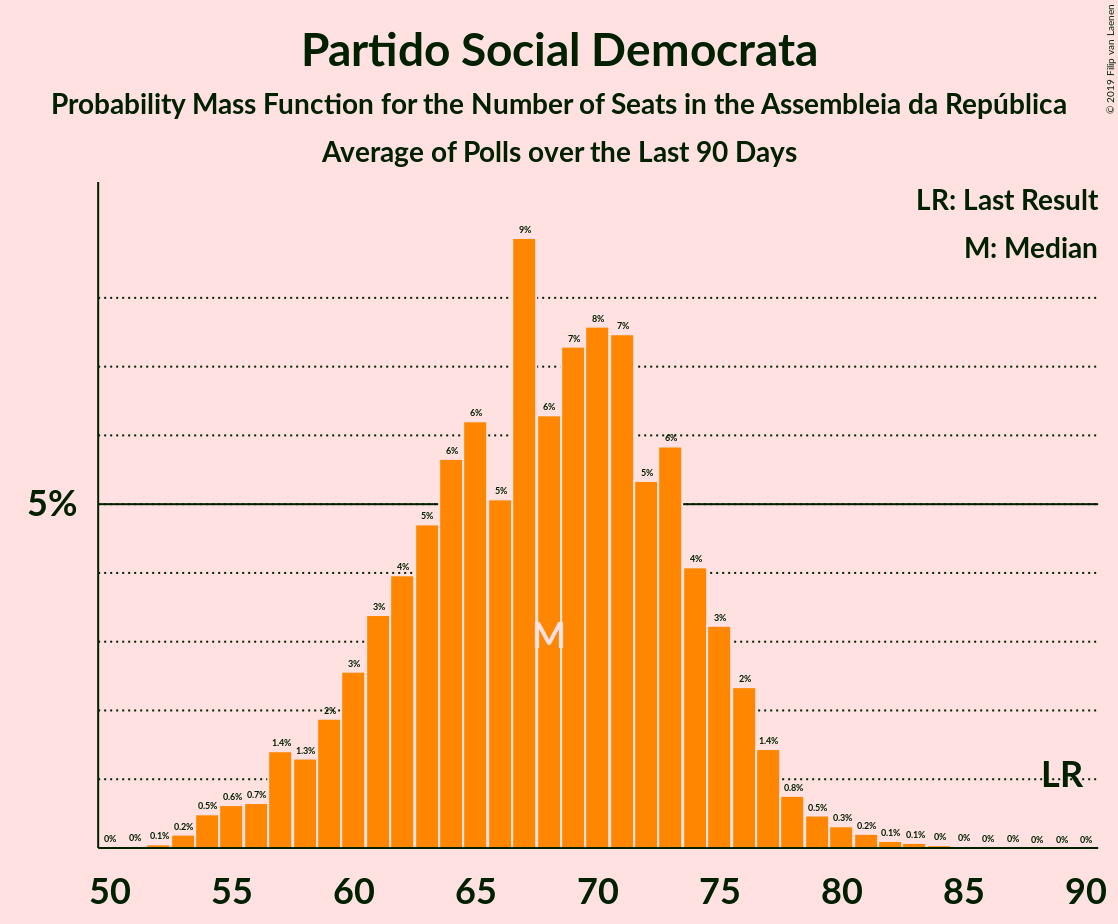 Partido Social Democrata
Probability Mass Function for the Number of Seats in the Assembleia da República
Average of Polls over the Last 90 Days
© 2019 Filip van Laenen
LR: Last Result
M: Median
5%
0% 0% 0.1% 0.2% 0.5% 0.6% 0.7% 1.4% 1.3% 2% 3% 3% 4% 5% 6% 6% 5% 9% 6% 7% 8% 7% 5% 6% 4% 3% 2% 1.4% 0.8% 0.5% 0.3% 0.2% 0.1% 0.1% 0% 0% 0% 0% 0% 0% 0%
M
LR
50 55 60 65 70 75 80 85 90